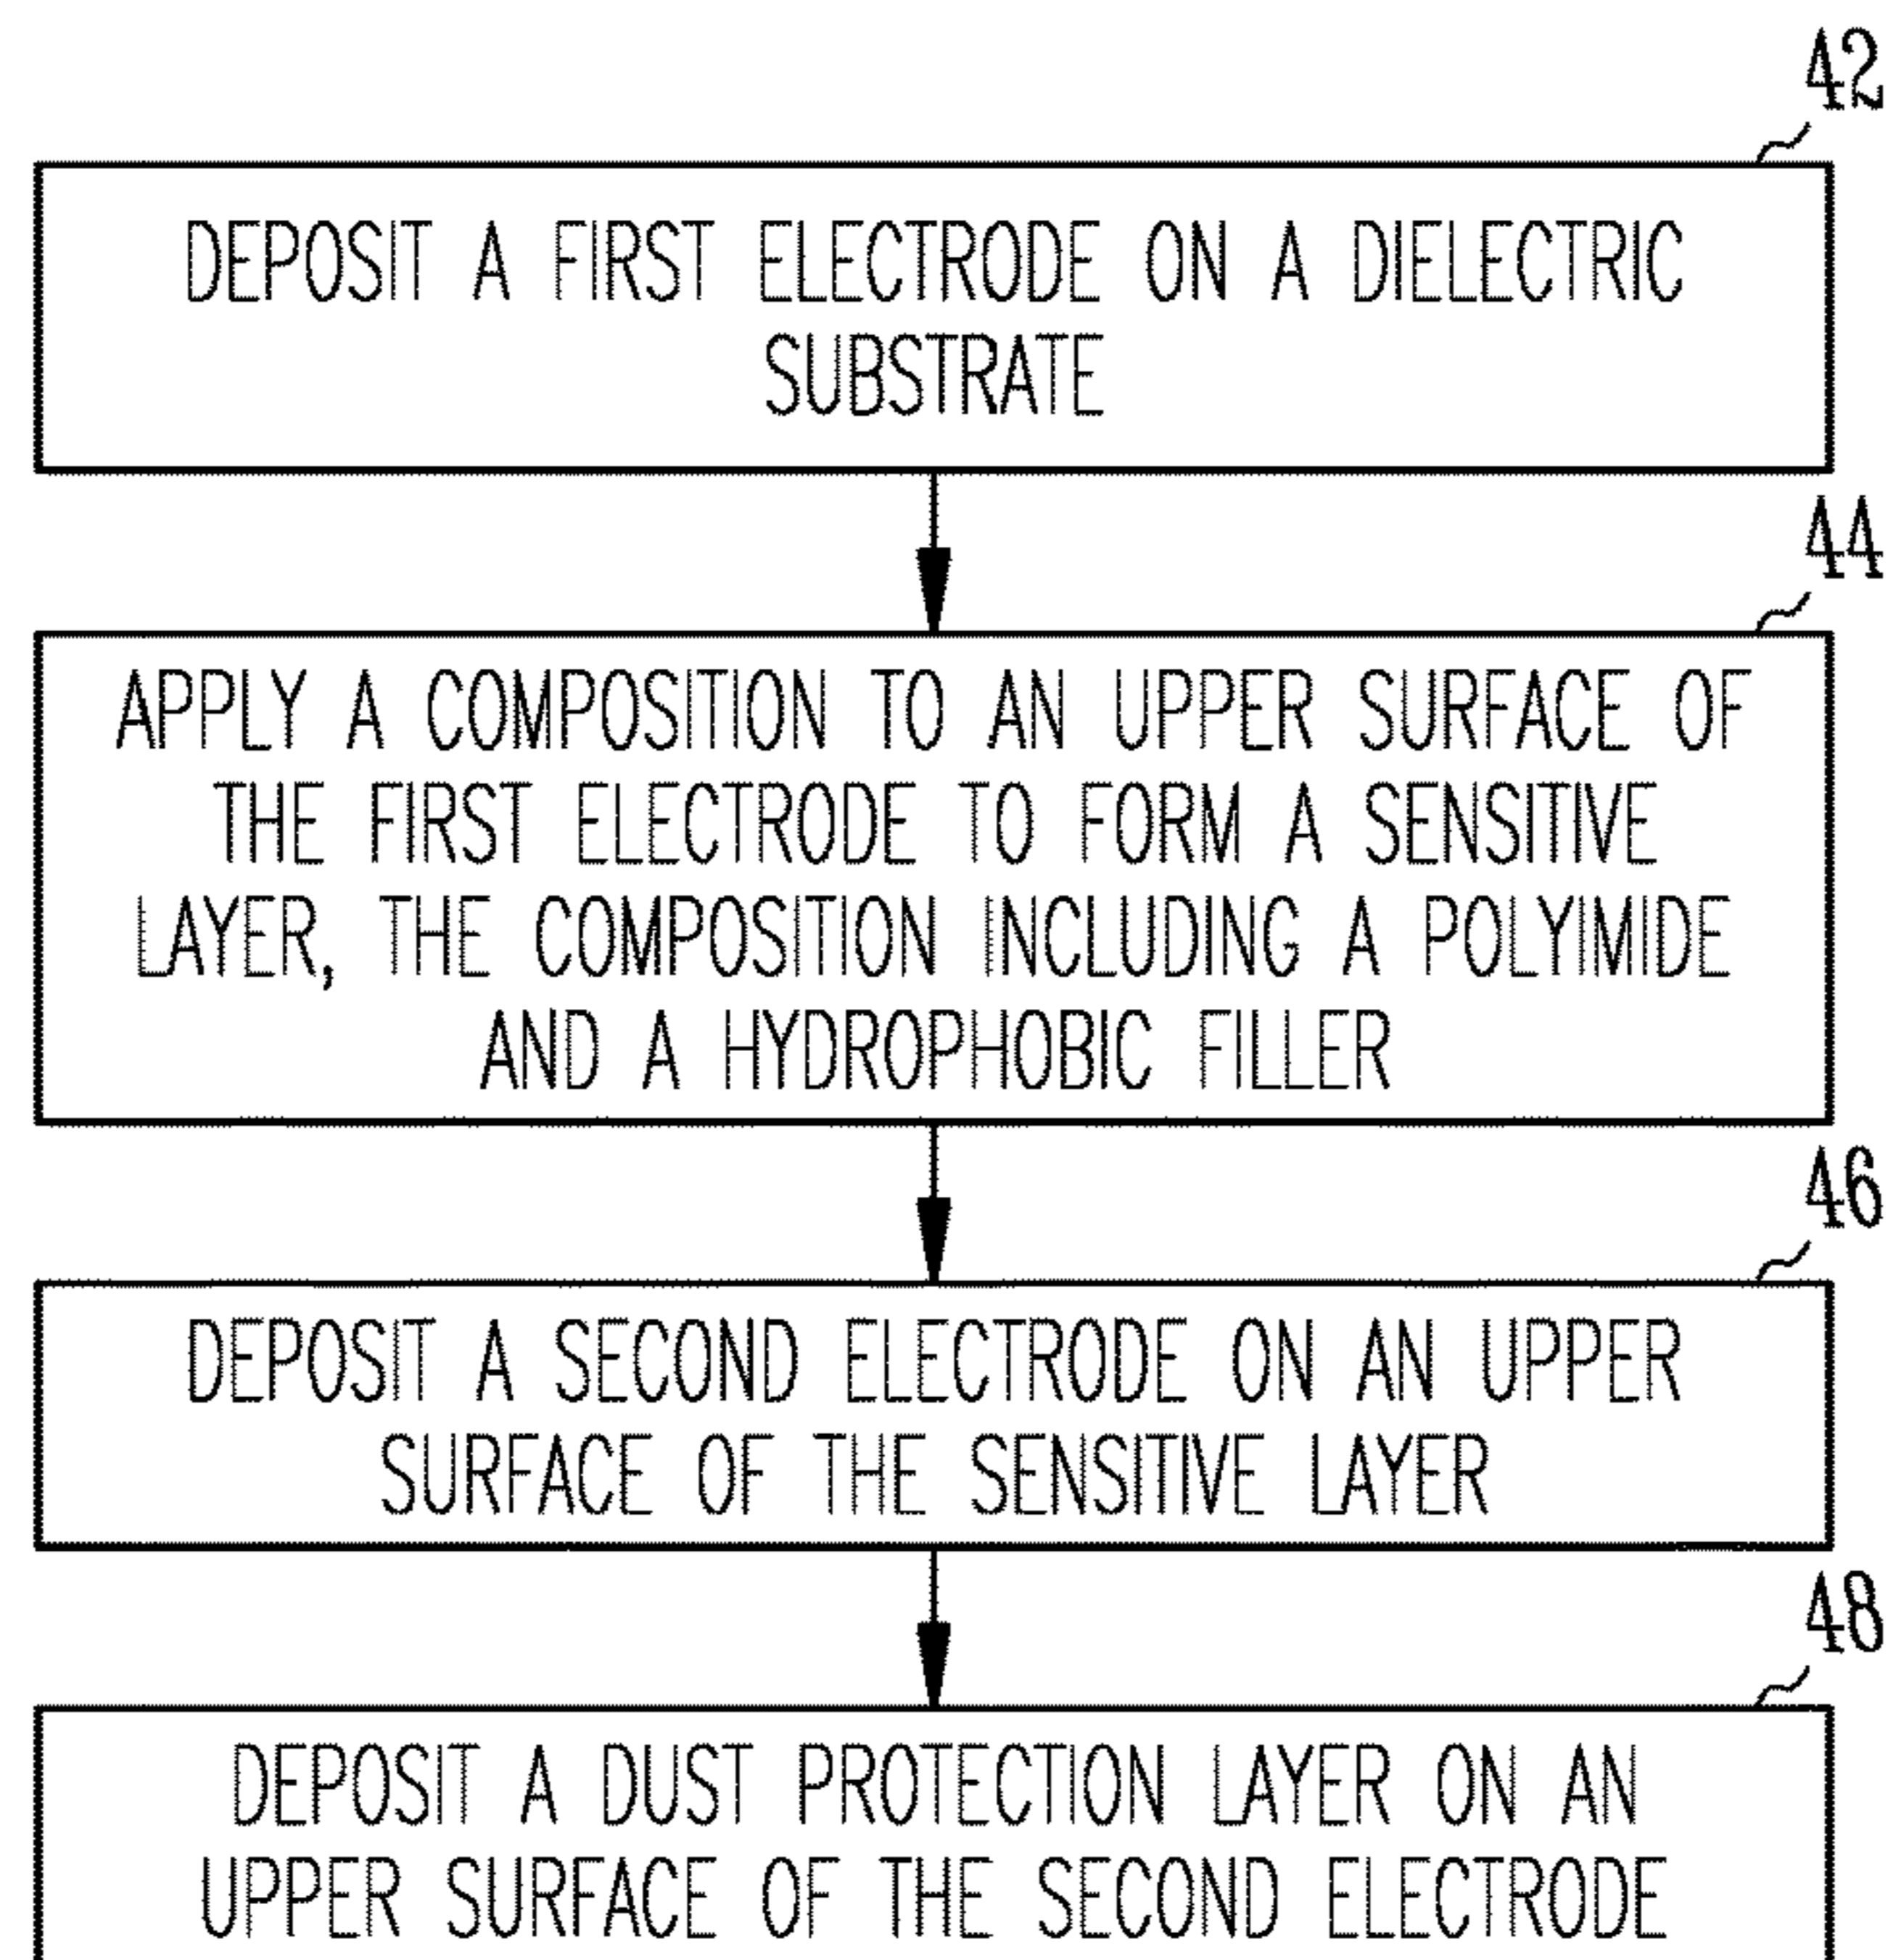 42
DEPOSIT A FIRST ELECTRODE ON A DIELECTRIC
SUBSTRATE
44
APPLY A COMPOSITION TO AN UPPER SURFACE OF
THE FIRST ELECTRODE TO FORM A SENSITIVE
LAYER, THE COMPOSITION INCLUDING A POLYIMIDE
AND A HYDROPHOBIC FILLER
46
DEPOSIT A SECOND ELECTRODE ON AN UPPER
SURFACE OF THE SENSITIVE LAYER
48
DEPOSIT A DUST PROTECTION LAYER ON AN
UPPER SURFACE OF THE SECOND ELECTRODE